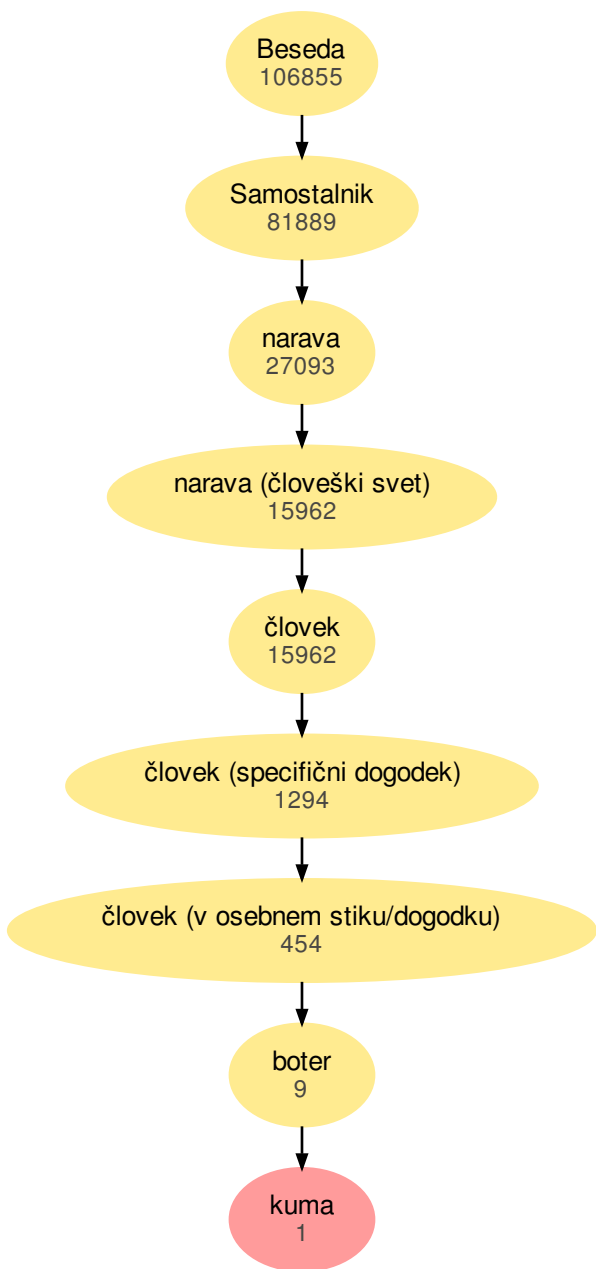 Beseda
106855
Samostalnik
81889
narava
27093
narava (človeški svet)
15962
človek
15962
človek (specifični dogodek)
1294
človek (v osebnem stiku/dogodku)
454
boter
9
kuma
1